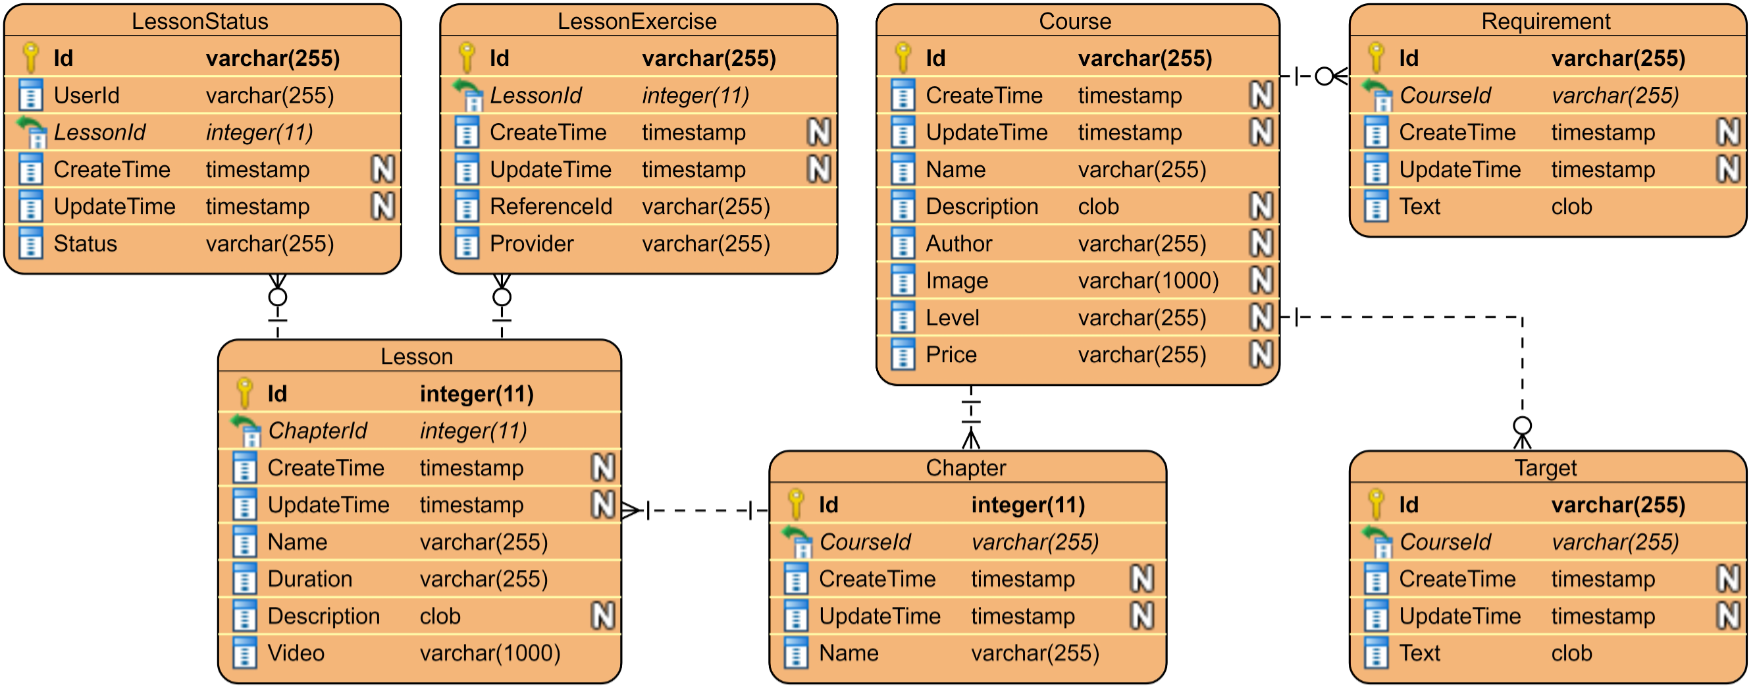 LessonStatus
Id varchar(255)
UserId varchar(255)
LessonId integer(11)
CreateTime timestamp N
UpdateTime timestamp N
Status varchar(255)
LessonExercise
Id varchar(255)
LessonId integer(11)
CreateTime timestamp N
UpdateTime timestamp N
ReferenceId varchar(255)
Provider varchar(255)
Course
Id varchar(255)
CreateTime timestamp N
UpdateTime timestamp N
Name varchar(255)
Description clob N
Author varchar(255) N
Image varchar(1000) N
Level varchar(255) N
Price varchar(255) N
Requirement
Id varchar(255)
CourseId varchar(255)
CreateTime timestamp N
UpdateTime timestamp N
Text clob
Lesson
Id integer(11)
ChapterId integer(11)
CreateTime timestamp N
UpdateTime timestamp N
Name varchar(255)
Duration varchar(255)
Description clob N
Video varchar(1000)
Chapter
Id integer(11)
CourseId varchar(255)
CreateTime timestamp N
UpdateTime timestamp N
Name varchar(255)
Target
Id varchar(255)
CourseId varchar(255)
CreateTime timestamp N
UpdateTime timestamp N
Text clob